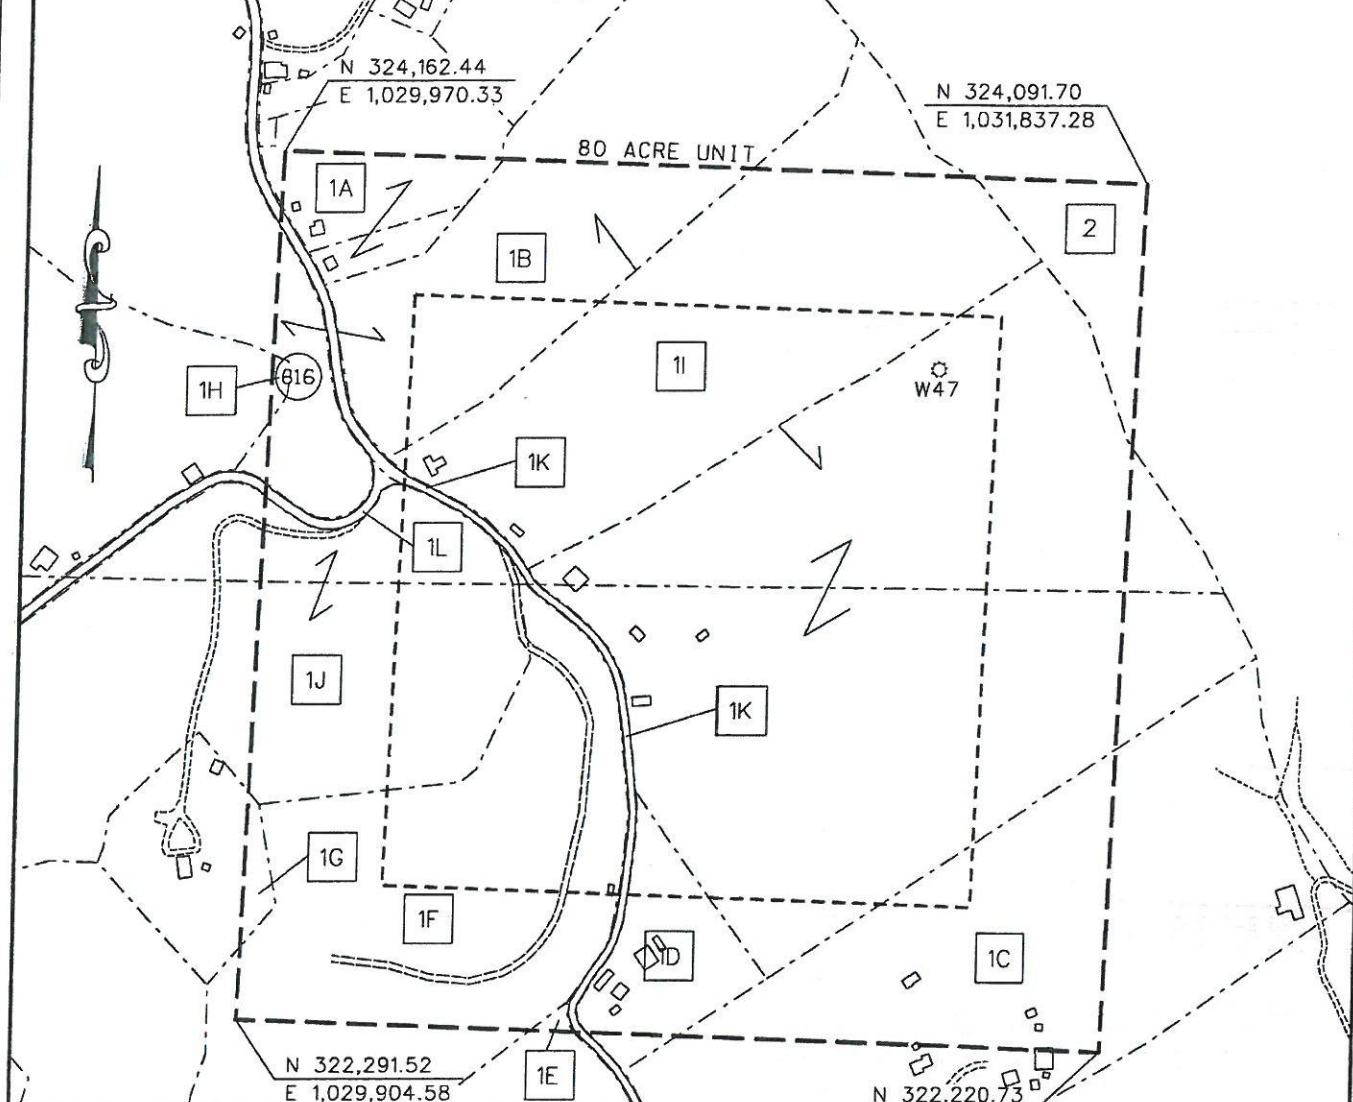 N 324,162.44
E 1,029,970.33
N 324,091.70
E 1,031,837.28
80 ACRE UNIT
1A
2
1B
1I
W47
816
1H
1K
1L
1J
1K
1G
1F
1D
1C
N 322,291.52
E 1,029,904.58
1E
N 322,220.73